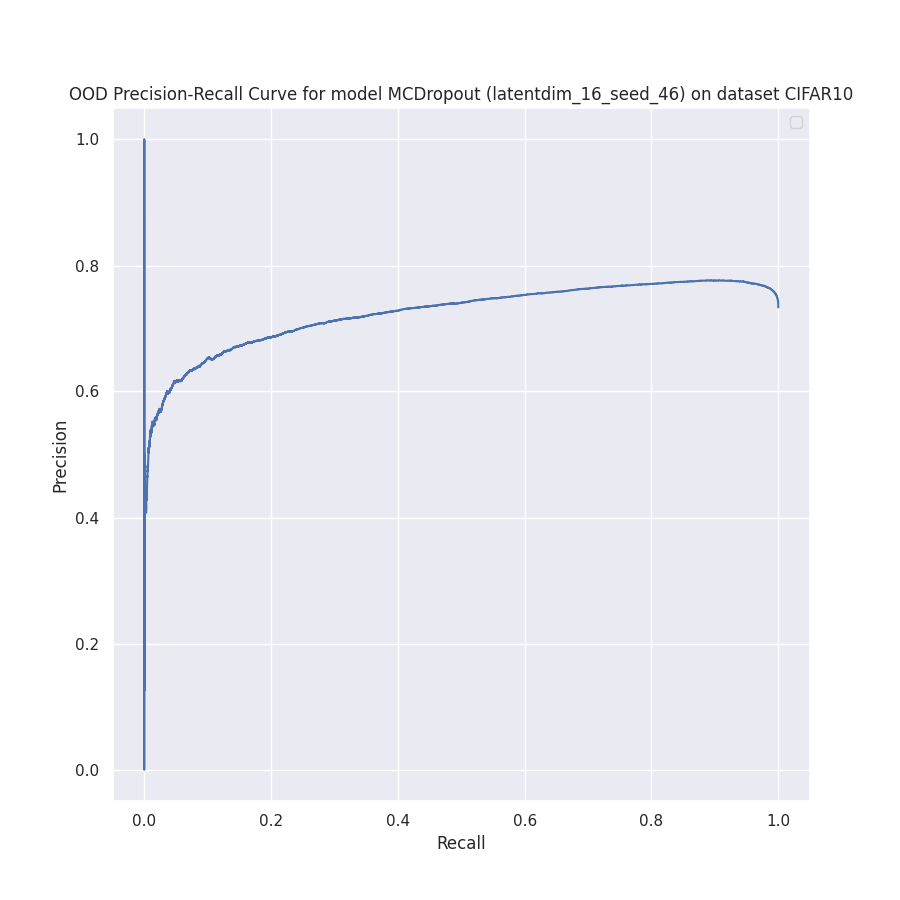 OOD Precision-Recall Curve for model MCDropout (latentdim_16_seed_46) on dataset CIFAR10
1.0
0.8
0.6
0.4
0.2
0.0
Precision
0.0 0.2 0.4 0.6 0.8 1.0
Recall